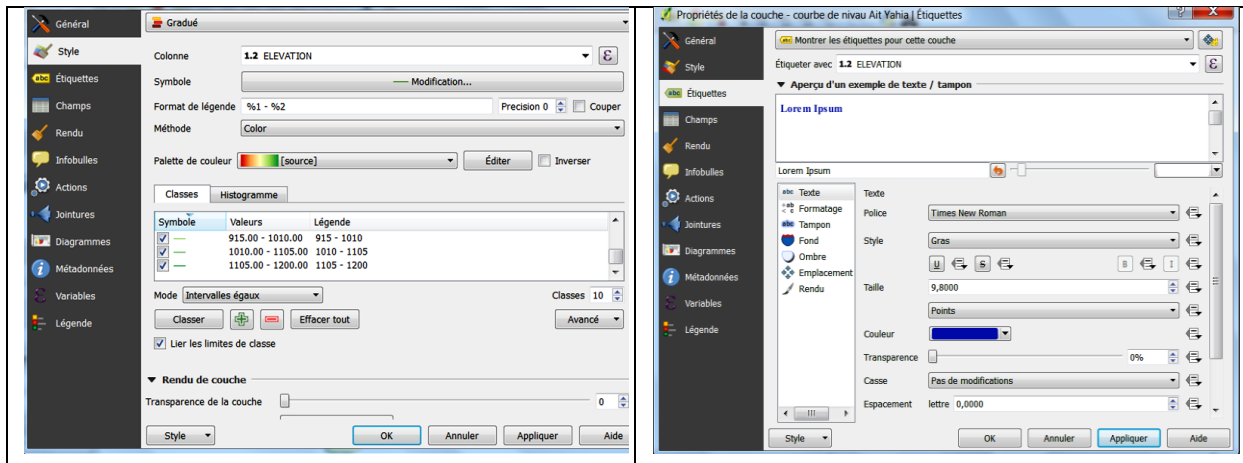 Général
Style
Étiquettes
Champs
Rendu
Infobulles
Actions
Jointures
Diagrammes
Métadonnées
Variables
Légende
Gradué
Colonne 1.2 ELEVATION ε
Symbole Modification...
Format de légende %1 - %2 Precision 0 Couper
Méthode Color
Palette de couleur [source] Éditer Inverser
Classes Histogramme
Symbole Valeurs Légende
915.00 - 1010.00 915 - 1010
1010.00 - 1105.00 1010 - 1105
1105.00 - 1200.00 1105 - 1200
Mode Intervalles égaux Classes 10
Classer Effacer tout Avancé
Lier les limites de classe
Rendu de couche
Transparence de la couche 0
Style OK Annuler Appliquer Aide
Propriétés de la couche - courbe de nivau Ait Yahia | Étiquettes
Général
Style
Étiquettes
Champs
Rendu
Infobulles
Actions
Jointures
Diagrammes
Métadonnées
Variables
Légende
Montrer les étiquettes pour cette couche
Étiqueter avec 1.2 ELEVATION ε
Aperçu d'un exemple de texte / tampon
Lorem Ipsum
Lorem Ipsum
Texte
Formatage
Tampon
Fond
Ombre
Emplacement
Rendu
Texte
Police Times New Roman
Style Gras
U S B I
Taille 9,8000
Points
Couleur
Transparence 0%
Casse Pas de modifications
Espacement lettre 0,0000
Style OK Annuler Appliquer Aide